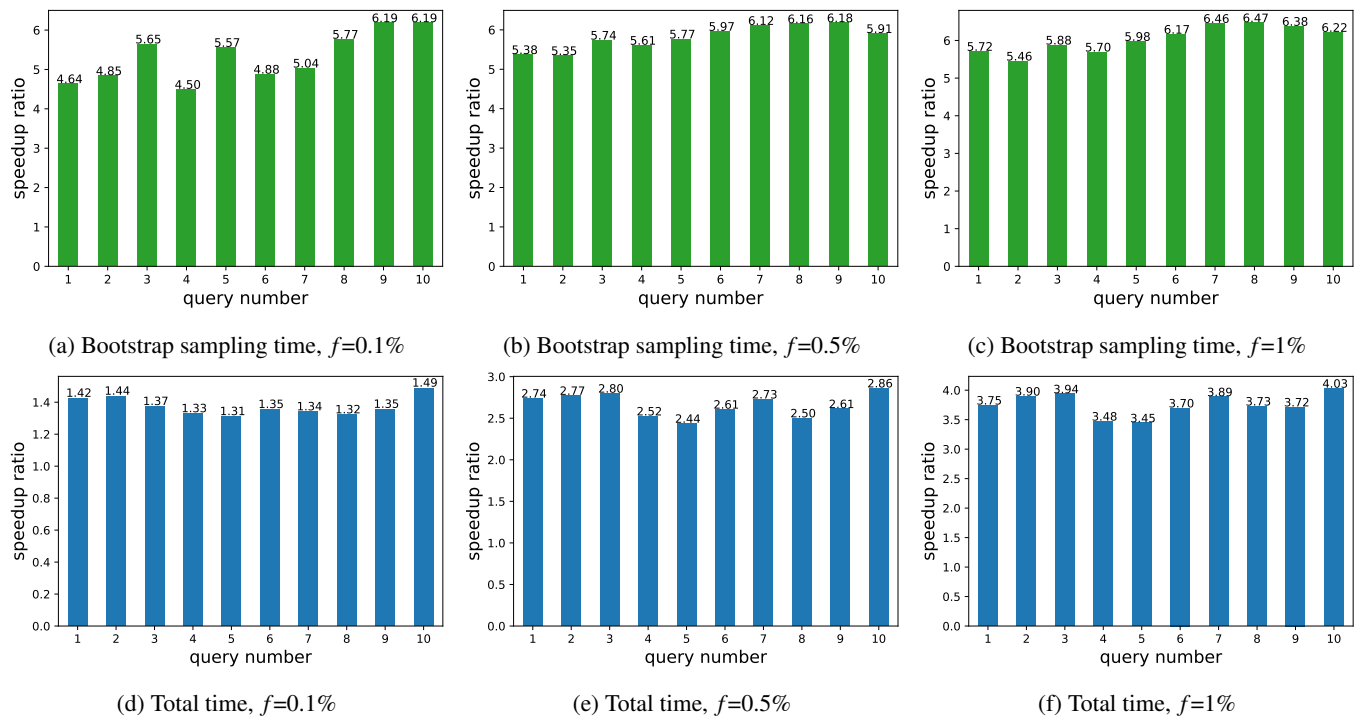 6.19 6.19
5.65 5.57 5.77
4.64 4.85 4.50 4.88 5.04
6
5
4
3
2
1
0
speedup ratio
1 2 3 4 5 6 7 8 9 10
query number
(a) Bootstrap sampling time, f=0.1%
5.38 5.35 5.74 5.61 5.77 5.97 6.12 6.16 6.18 5.91
6
5
4
3
2
1
0
speedup ratio
1 2 3 4 5 6 7 8 9 10
query number
(b) Bootstrap sampling time, f=0.5%
5.72 5.46 5.88 5.70 5.98 6.17 6.46 6.47 6.38 6.22
6
5
4
3
2
1
0
speedup ratio
1 2 3 4 5 6 7 8 9 10
query number
(c) Bootstrap sampling time, f=1%
1.42 1.44 1.37 1.33 1.31 1.35 1.34 1.32 1.35 1.49
1.4
1.2
1.0
0.8
0.6
0.4
0.2
0.0
speedup ratio
1 2 3 4 5 6 7 8 9 10
query number
(d) Total time, f=0.1%
2.74 2.77 2.80 2.52 2.44 2.61 2.73 2.50 2.61 2.86
3.0
2.5
2.0
1.5
1.0
0.5
0.0
speedup ratio
1 2 3 4 5 6 7 8 9 10
query number
(e) Total time, f=0.5%
3.75 3.90 3.94 3.48 3.45 3.70 3.89 3.73 3.72 4.03
4.0
3.5
3.0
2.5
2.0
1.5
1.0
0.5
0.0
speedup ratio
1 2 3 4 5 6 7 8 9 10
query number
(f) Total time, f=1%